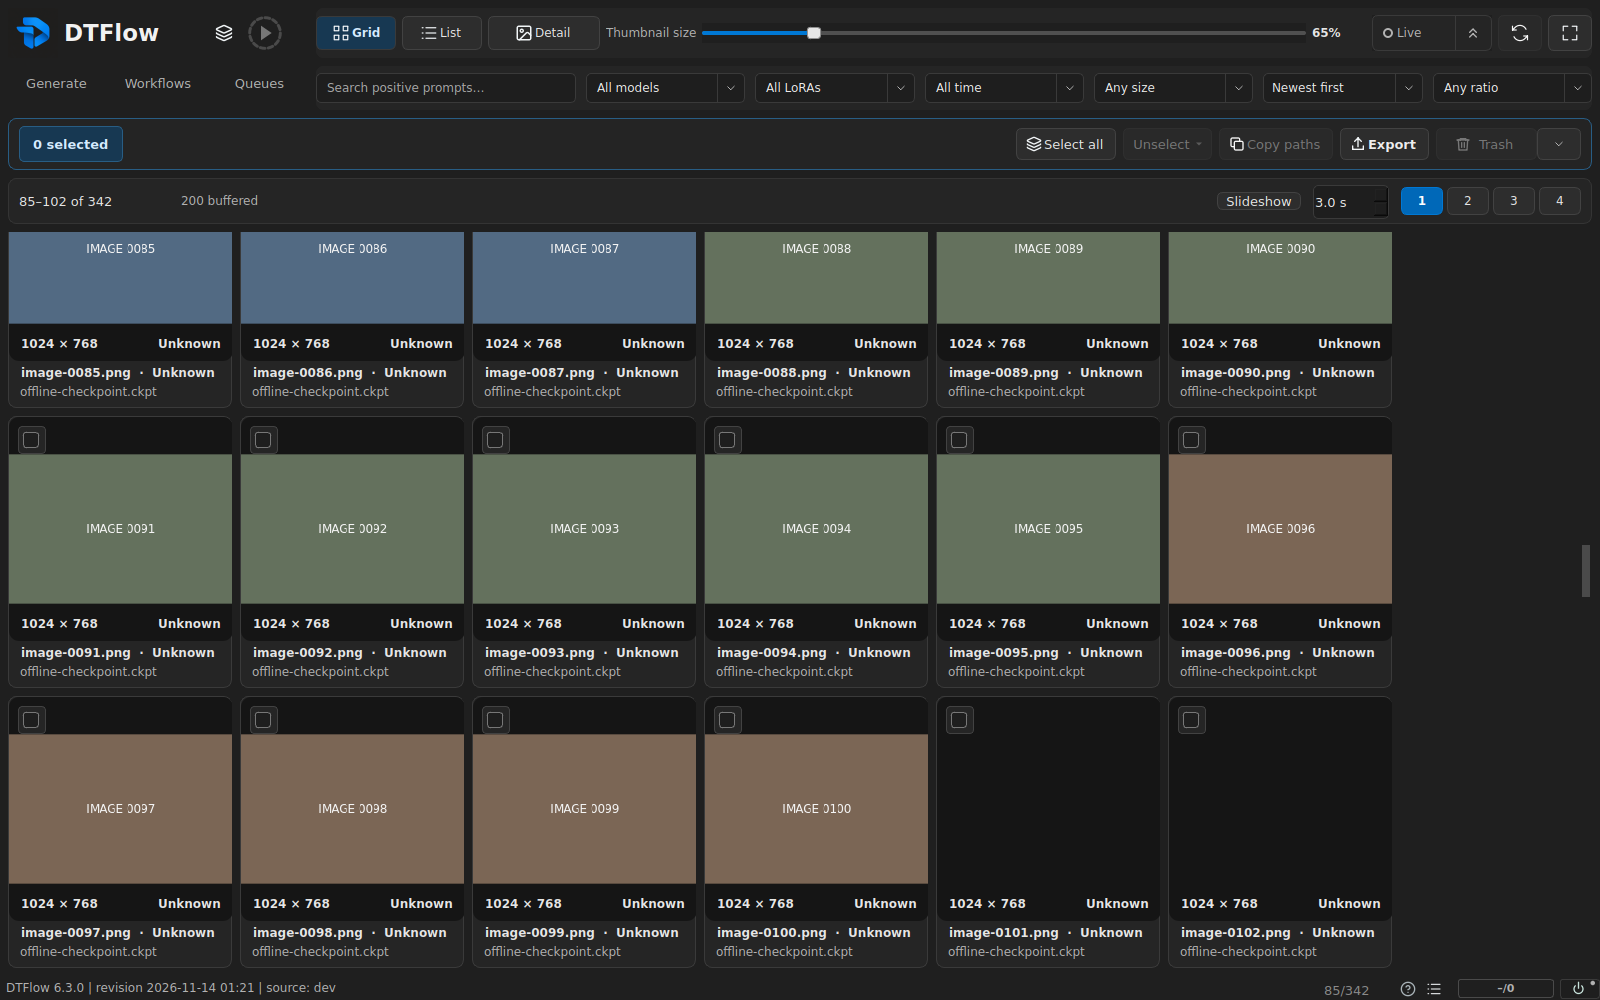 DTFlow
Grid List Detail Thumbnail size 65% Live
Generate Workflows Queues
Search positive prompts... All models All LoRAs All time Any size Newest first Any ratio
0 selected Select all Unselect Copy paths Export Trash
85–102 of 342 200 buffered Slideshow 3.0 s 1 2 3 4
IMAGE 0085 IMAGE 0086 IMAGE 0087 IMAGE 0088 IMAGE 0089 IMAGE 0090
1024 × 768 Unknown 1024 × 768 Unknown 1024 × 768 Unknown 1024 × 768 Unknown 1024 × 768 Unknown 1024 × 768 Unknown
image-0085.png · Unknown image-0086.png · Unknown image-0087.png · Unknown image-0088.png · Unknown image-0089.png · Unknown image-0090.png · Unknown
offline-checkpoint.ckpt offline-checkpoint.ckpt offline-checkpoint.ckpt offline-checkpoint.ckpt offline-checkpoint.ckpt offline-checkpoint.ckpt
IMAGE 0091 IMAGE 0092 IMAGE 0093 IMAGE 0094 IMAGE 0095 IMAGE 0096
1024 × 768 Unknown 1024 × 768 Unknown 1024 × 768 Unknown 1024 × 768 Unknown 1024 × 768 Unknown 1024 × 768 Unknown
image-0091.png · Unknown image-0092.png · Unknown image-0093.png · Unknown image-0094.png · Unknown image-0095.png · Unknown image-0096.png · Unknown
offline-checkpoint.ckpt offline-checkpoint.ckpt offline-checkpoint.ckpt offline-checkpoint.ckpt offline-checkpoint.ckpt offline-checkpoint.ckpt
IMAGE 0097 IMAGE 0098 IMAGE 0099 IMAGE 0100
1024 × 768 Unknown 1024 × 768 Unknown 1024 × 768 Unknown 1024 × 768 Unknown 1024 × 768 Unknown 1024 × 768 Unknown
image-0097.png · Unknown image-0098.png · Unknown image-0099.png · Unknown image-0100.png · Unknown image-0101.png · Unknown image-0102.png · Unknown
offline-checkpoint.ckpt offline-checkpoint.ckpt offline-checkpoint.ckpt offline-checkpoint.ckpt offline-checkpoint.ckpt offline-checkpoint.ckpt
DTFlow 6.3.0 | revision 2026-11-14 01:21 | source: dev 85/342 –/0